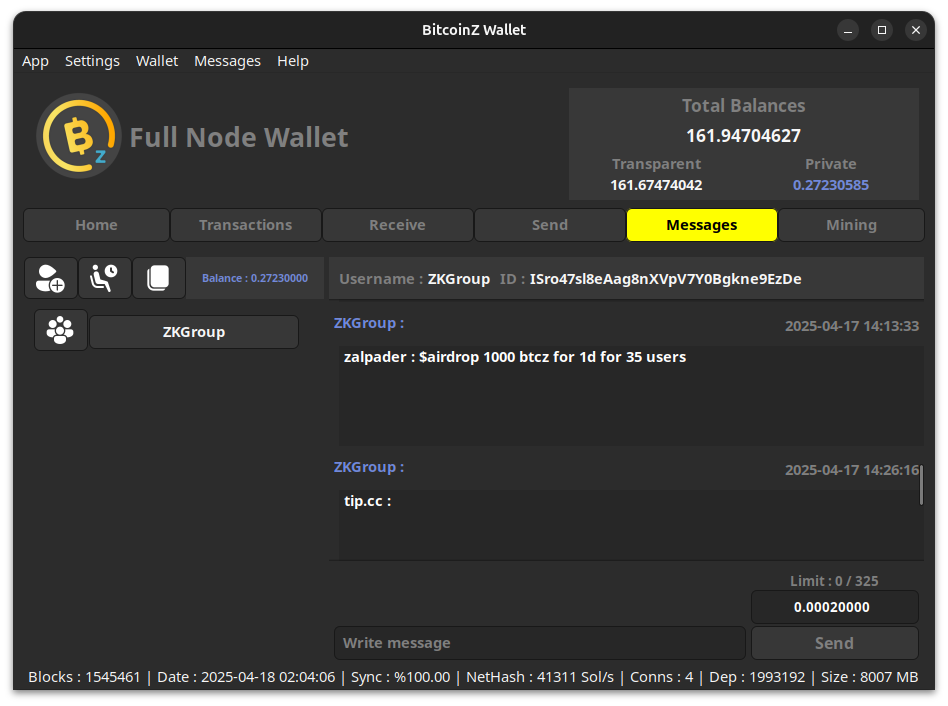 BitcoinZ Wallet
App Settings Wallet Messages Help
Full Node Wallet
Total Balances
161.94704627
Transparent Private
161.67474042 0.27230585
Home Transactions Receive Send Messages Mining
Balance : 0.27230000
Username : ZKGroup ID : ISro47sl8eAag8nXVpV7Y0Bgkne9EzDe
ZKGroup
ZKGroup : 2025-04-17 14:13:33
zalpader : $airdrop 1000 btcz for 1d for 35 users
ZKGroup : 2025-04-17 14:26:16
tip.cc :
Limit : 0 / 325
0.00020000
Write message Send
Blocks : 1545461 | Date : 2025-04-18 02:04:06 | Sync : %100.00 | NetHash : 41311 Sol/s | Conns : 4 | Dep : 1993192 | Size : 8007 MB